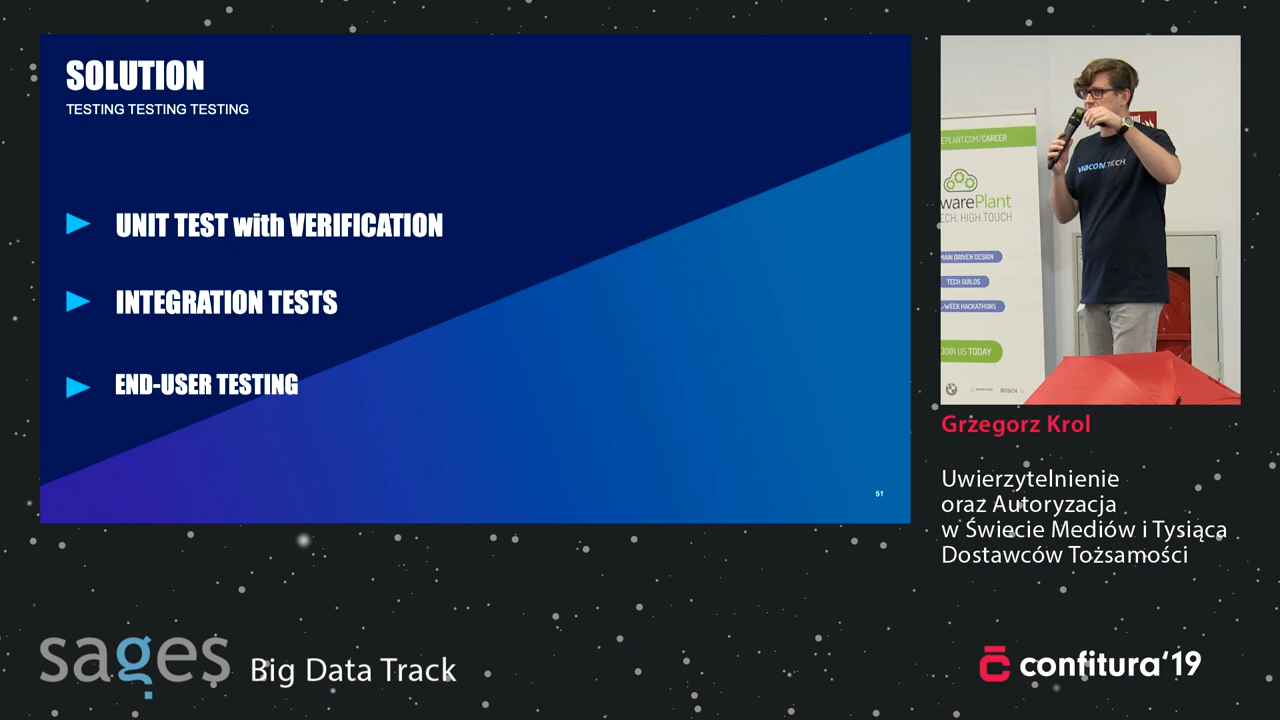 SOLUTION
TESTING TESTING TESTING
UNIT TEST with VERIFICATION
INTEGRATION TESTS
END-USER TESTING
51
EPLANT.COM/CAREER
warePlant
ECH, HIGH TOUCH
MAIN DRIVEN DESIGN
TECH GUILDS
-WEEK HACKATHONS
JOIN US TODAY
BOSCH
VIACOM TECH
Grzegorz Krol
Uwierzytelnienie
oraz Autoryzacja
w Świecie Mediów i Tysiąca
Dostawców Tożsamości
sages
Big Data Track
confitura'19